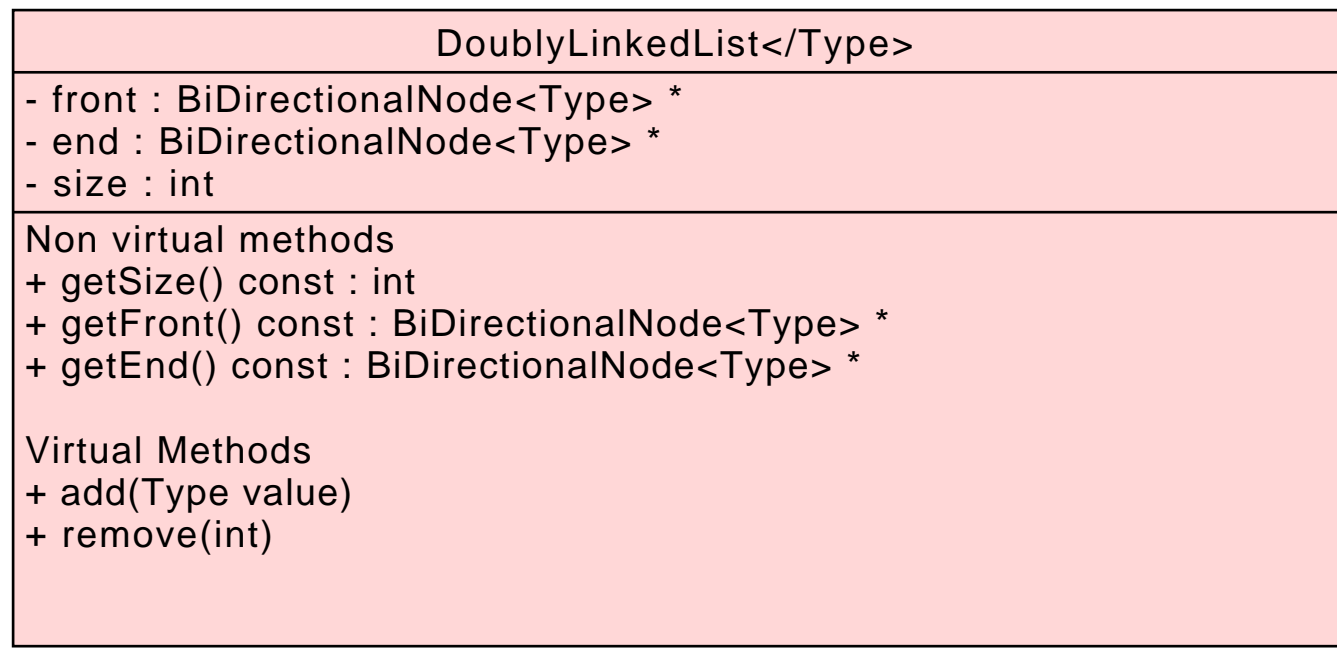 DoublyLinkedList</Type>
- front : BiDirectionalNode<Type> *
- end : BiDirectionalNode<Type> *
- size : int
Non virtual methods
+ getSize() const : int
+ getFront() const : BiDirectionalNode<Type> *
+ getEnd() const : BiDirectionalNode<Type> *
Virtual Methods
+ add(Type value)
+ remove(int)